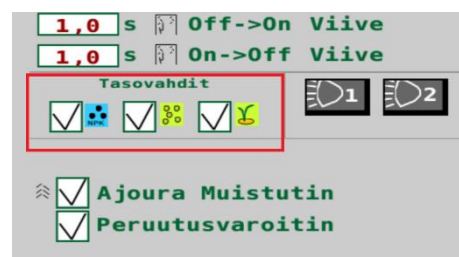 1,0 s Off->On Viive
1,0 s On->Off Viive
Tasovahdit
NPK
1 2
Ajoura Muistutin
Peruutusvaroitin